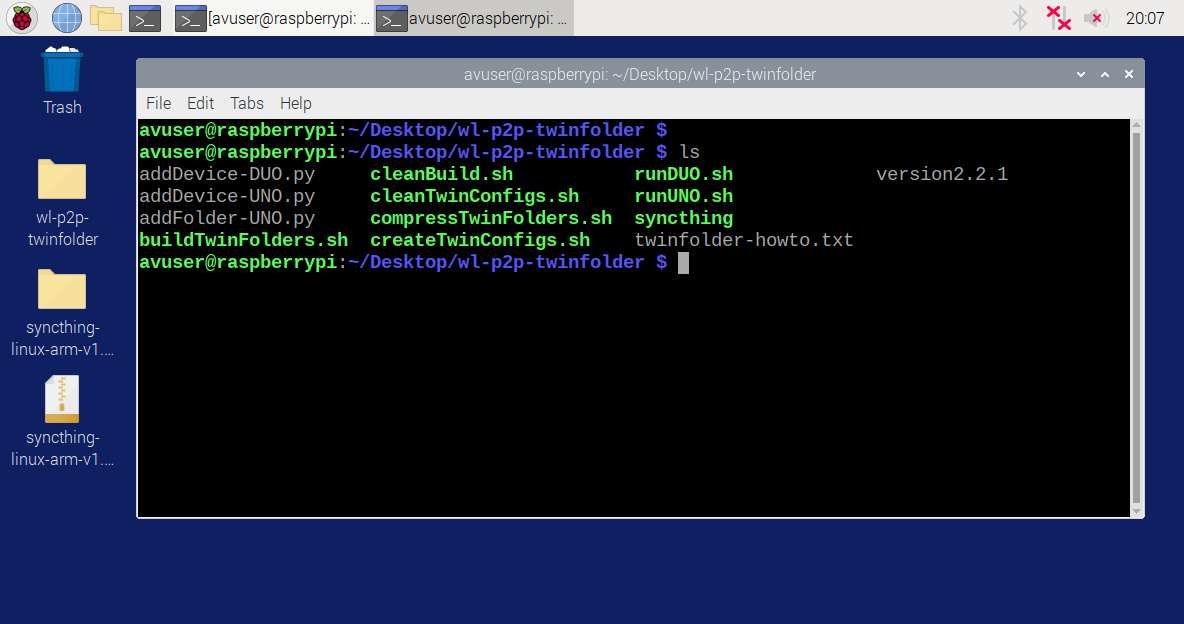 [avuser@raspberrypi: ... avuser@raspberrypi: ... 20:07
Trash
wl-p2p-
twinfolder
syncthing-
linux-arm-v1....
syncthing-
linux-arm-v1....
avuser@raspberrypi: ~/Desktop/wl-p2p-twinfolder
File Edit Tabs Help
avuser@raspberrypi:~/Desktop/wl-p2p-twinfolder $
avuser@raspberrypi:~/Desktop/wl-p2p-twinfolder $ ls
addDevice-DUO.py cleanBuild.sh runDUO.sh version2.2.1
addDevice-UNO.py cleanTwinConfigs.sh runUNO.sh
addFolder-UNO.py compressTwinFolders.sh syncthing
buildTwinFolders.sh createTwinConfigs.sh twinfolder-howto.txt
avuser@raspberrypi:~/Desktop/wl-p2p-twinfolder $